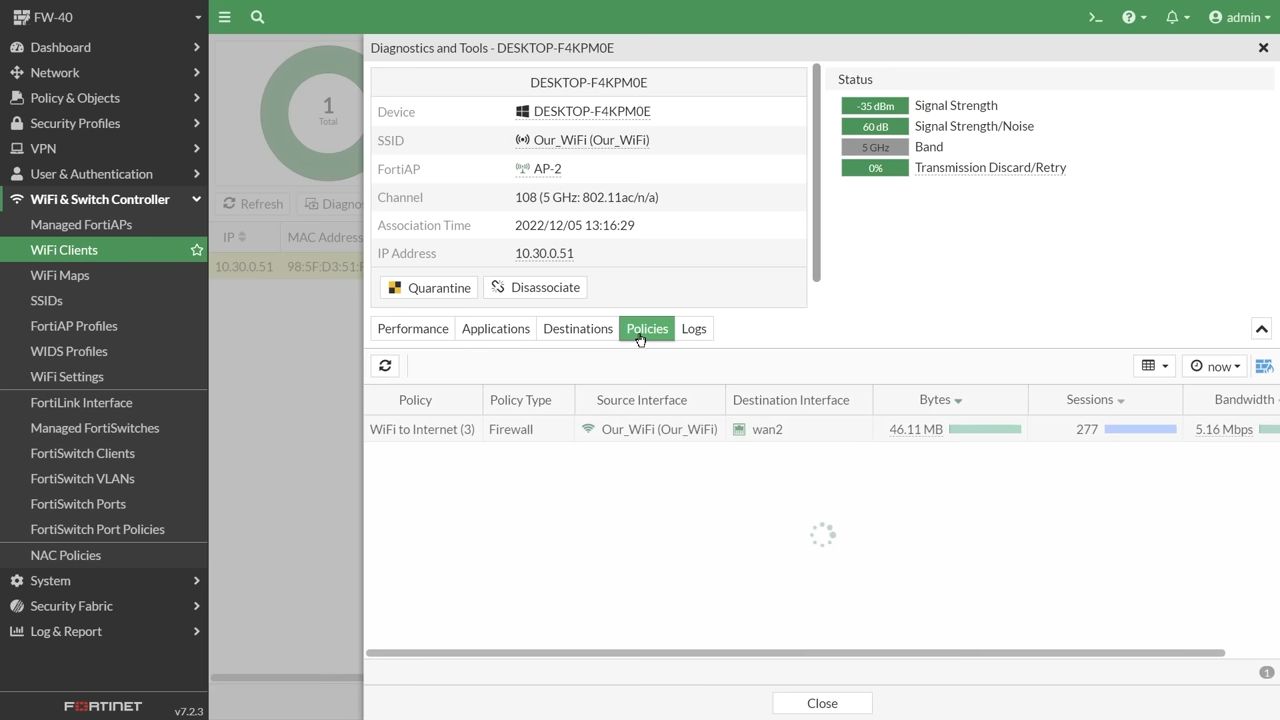 FW-40
admin
Dashboard
Network
Policy & Objects
Security Profiles
VPN
User & Authentication
WiFi & Switch Controller
Managed FortiAPs
WiFi Clients
WiFi Maps
SSIDs
FortiAP Profiles
WIDS Profiles
WiFi Settings
FortiLink Interface
Managed FortiSwitches
FortiSwitch Clients
FortiSwitch VLANs
FortiSwitch Ports
FortiSwitch Port Policies
NAC Policies
System
Security Fabric
Log & Report
FORTINET
v7.2.3
1
Total
Refresh
IP MAC Address
10.30.0.51 98:5F:D3:51:
Diagnostics and Tools - DESKTOP-F4KPM0E
DESKTOP-F4KPM0E
Device DESKTOP-F4KPM0E
SSID Our_WiFi (Our_WiFi)
FortiAP AP-2
Channel 108 (5 GHz: 802.11ac/n/a)
Association Time 2022/12/05 13:16:29
IP Address 10.30.0.51
Quarantine Disassociate
Status
-35 dBm Signal Strength
60 dB Signal Strength/Noise
5 GHz Band
0% Transmission Discard/Retry
Performance Applications Destinations Policies Logs
now
Policy Policy Type Source Interface Destination Interface Bytes Sessions Bandwidth
WiFi to Internet (3) Firewall Our_WiFi (Our_WiFi) wan2 46.11 MB 277 5.16 Mbps
1
Close